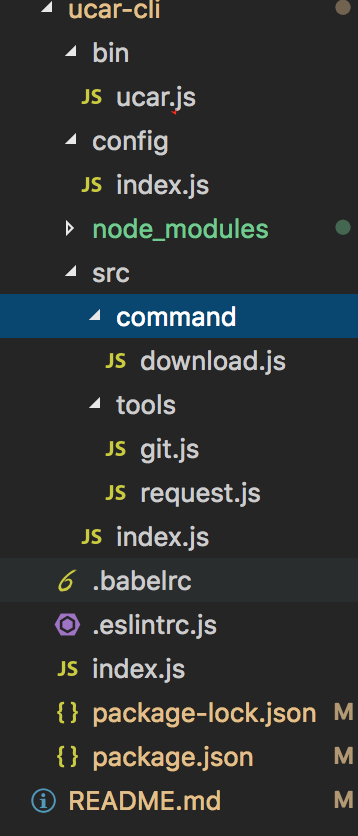 ucar-cli
bin
JS ucar.js
config
JS index.js
node_modules
src
command
JS download.js
tools
JS git.js
JS request.js
JS index.js
.babelrc
.eslintrc.js
JS index.js
{} package-lock.json M
{} package.json M
README.md M